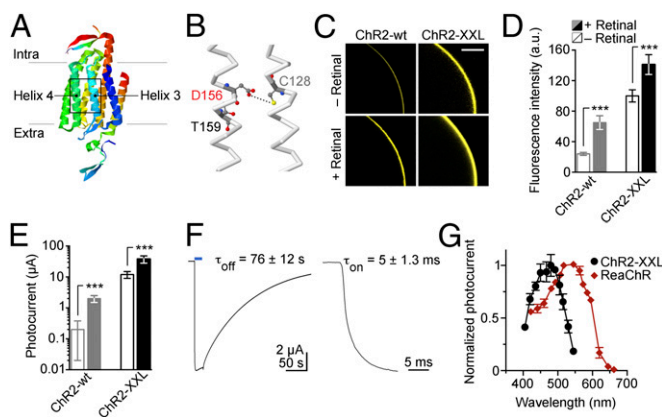 A
Intra
Helix 4
Helix 3
Extra
B
D156
C128
T159
C
ChR2-wt
ChR2-XXL
– Retinal
+ Retinal
D
+ Retinal
– Retinal
Fluorescence intensity (a.u.)
160
120
80
40
0
***
***
ChR2-wt
ChR2-XXL
E
Photocurrent (µA)
100
10
1
0.1
0.01
***
***
ChR2-wt
ChR2-XXL
F
τoff = 76 ± 12 s
2 µA
50 s
τon = 5 ± 1.3 ms
5 ms
G
ChR2-XXL
ReaChR
Normalized photocurrent
1
0.5
0
400 500 600 700
Wavelength (nm)